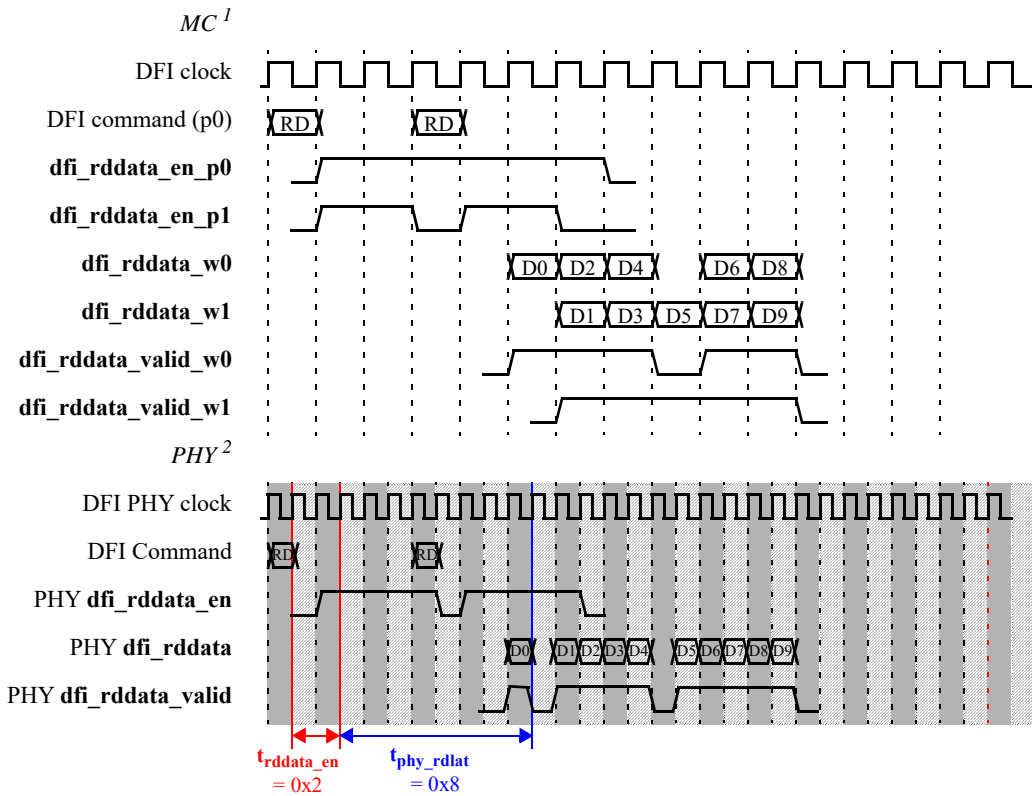 MC 1
DFI clock
DFI command (p0) RD RD
dfi_rddata_en_p0
dfi_rddata_en_p1
dfi_rddata_w0 D0 D2 D4 D6 D8
dfi_rddata_w1 D1 D3 D5 D7 D9
dfi_rddata_valid_w0
dfi_rddata_valid_w1
PHY 2
DFI PHY clock
DFI Command RD RD
PHY dfi_rddata_en
PHY dfi_rddata D0 D1 D2 D3 D4 D5 D6 D7 D8 D9
PHY dfi_rddata_valid
trddata_en tphy_rdlat
= 0x2 = 0x8